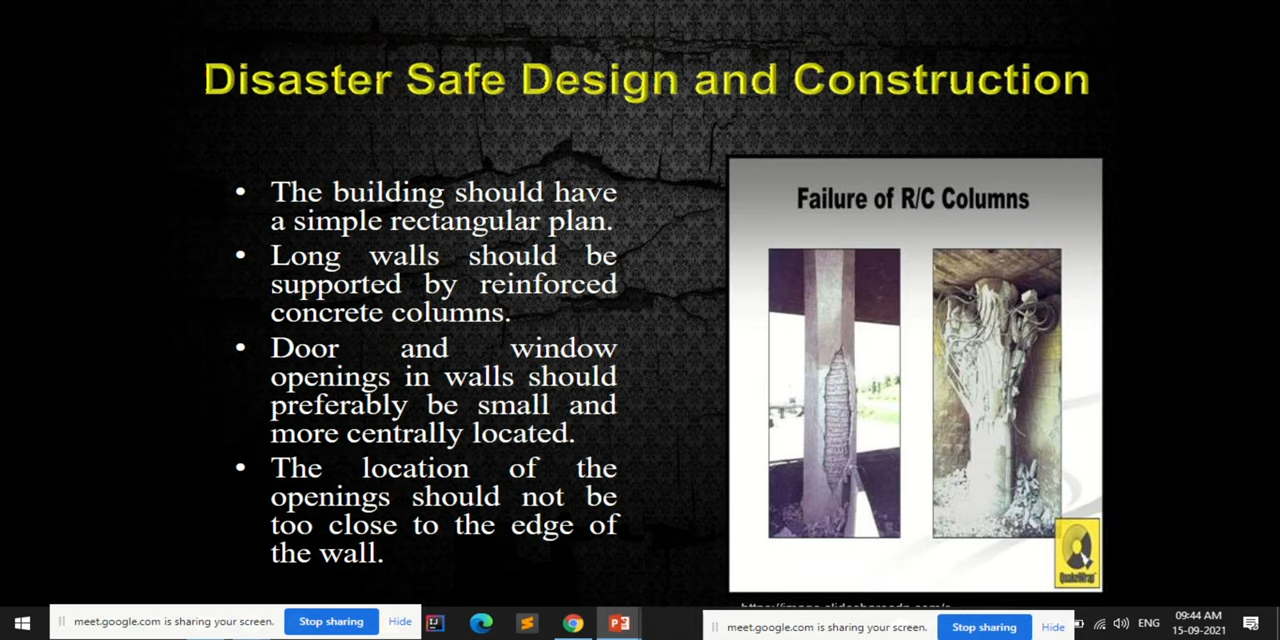 Disaster Safe Design and Construction
• The building should have
a simple rectangular plan.
• Long walls should be
supported by reinforced
concrete columns.
• Door and window
openings in walls should
preferably be small and
more centrally located.
• The location of the
openings should not be
too close to the edge of
the wall.
Failure of R/C Columns
QuakeWrap
meet.google.com is sharing your screen.
Stop sharing
Hide
meet.google.com is sharing your screen.
Stop sharing
Hide
ENG
09:44 AM
15-09-2021